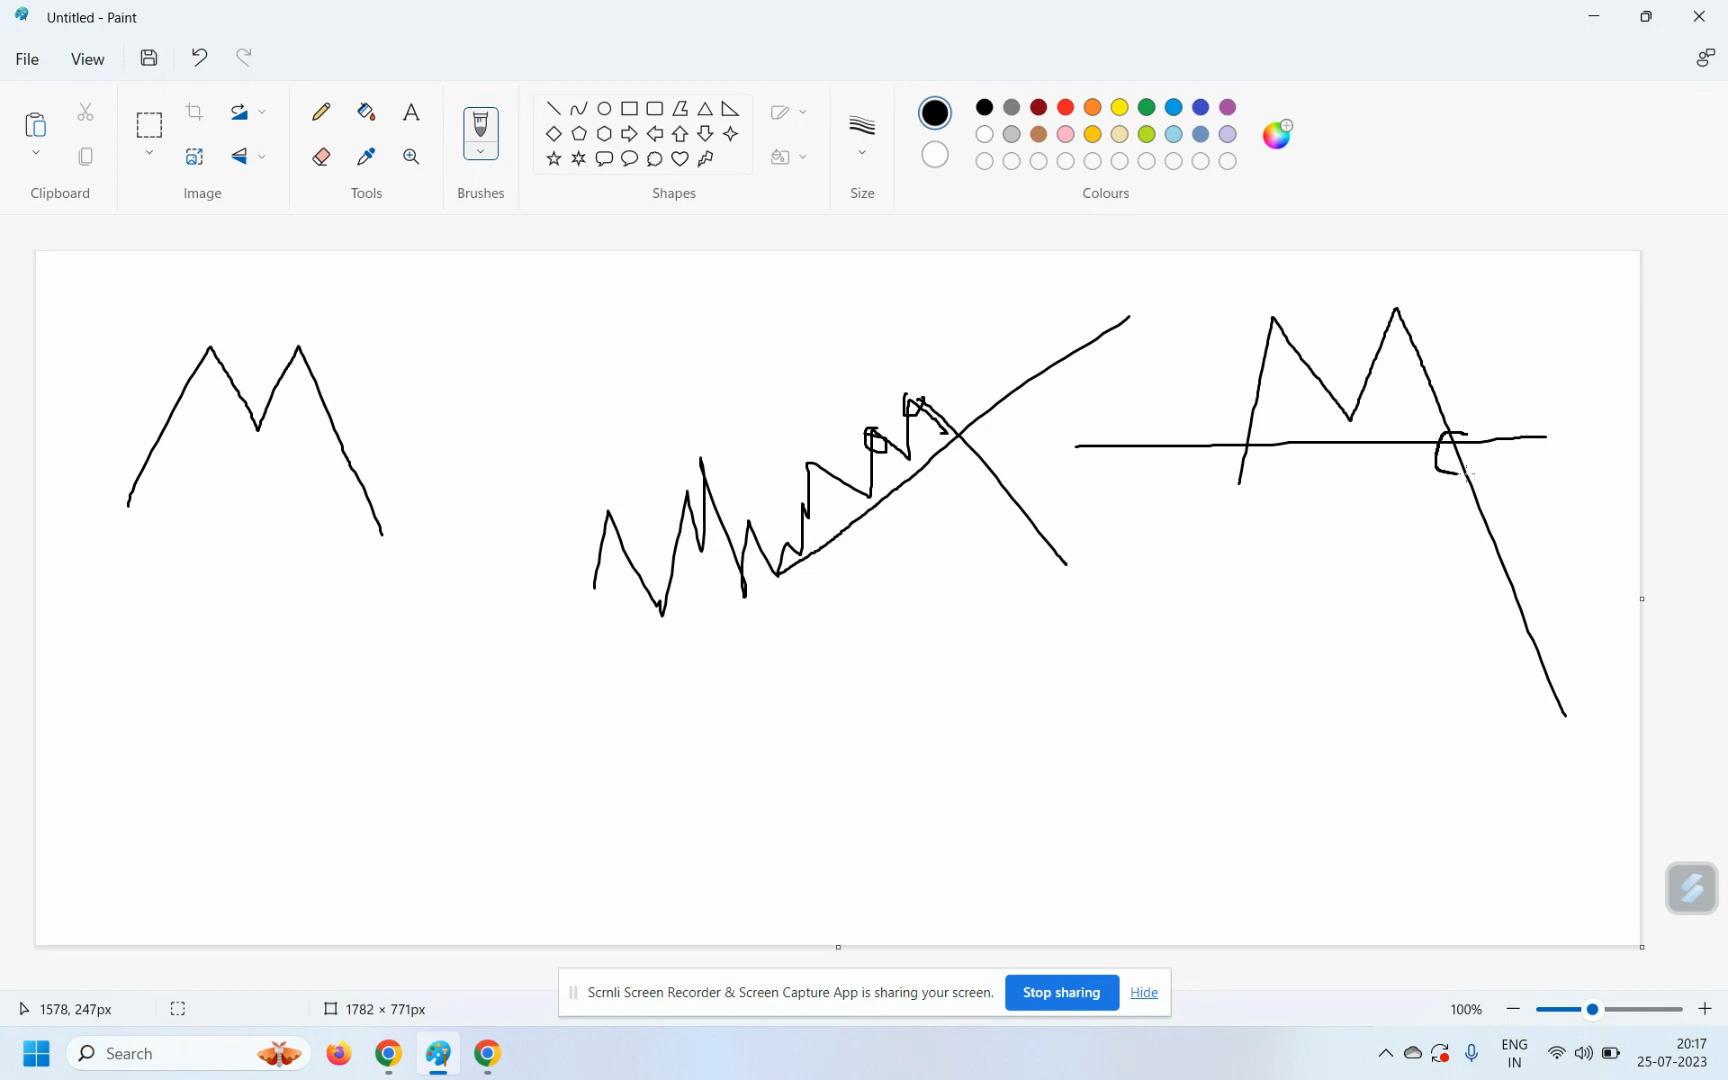 Untitled - Paint
File
View
Clipboard
Image
Tools
Brushes
Shapes
Size
Colours
1578, 247px
1782 × 771px
Scrnli Screen Recorder & Screen Capture App is sharing your screen.
Stop sharing
Hide
100%
Search
ENG
IN
20:17
25-07-2023